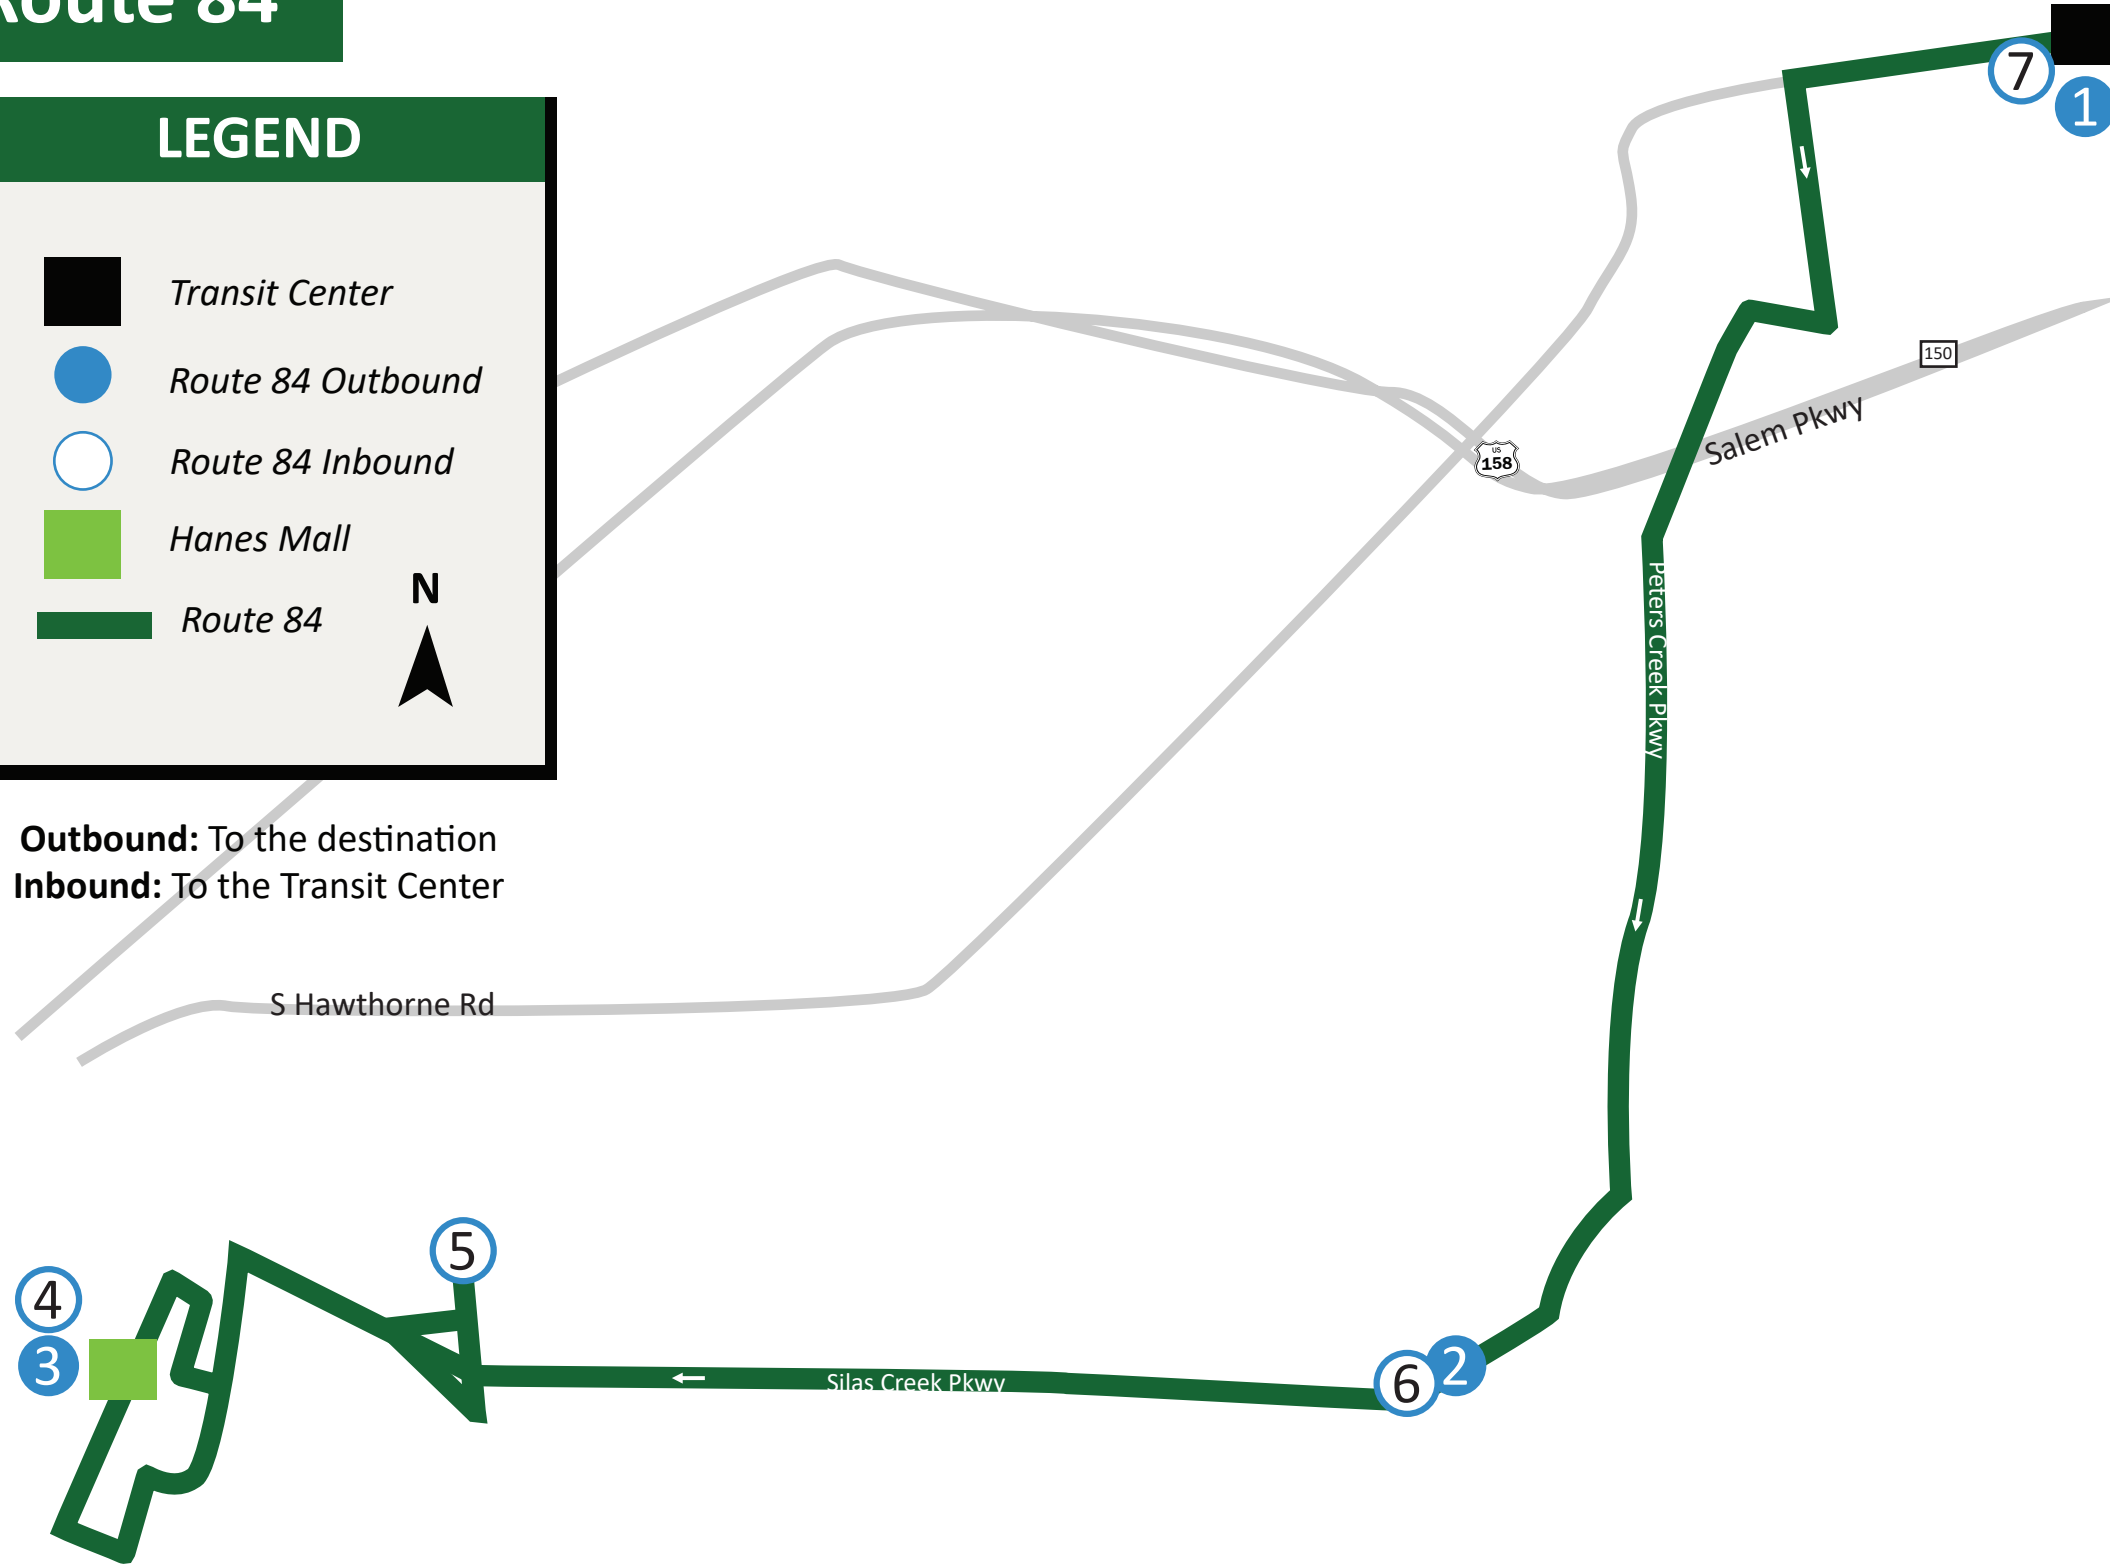 Route 84
LEGEND
Transit Center
Route 84 Outbound
Route 84 Inbound
Hanes Mall
N
Route 84
Outbound: To the destination
Inbound: To the Transit Center
7
1
150
Salem Pkwy
US
158
Peters Creek Pkwy
S Hawthorne Rd
5
4
3
Silas Creek Pkwy
6
2